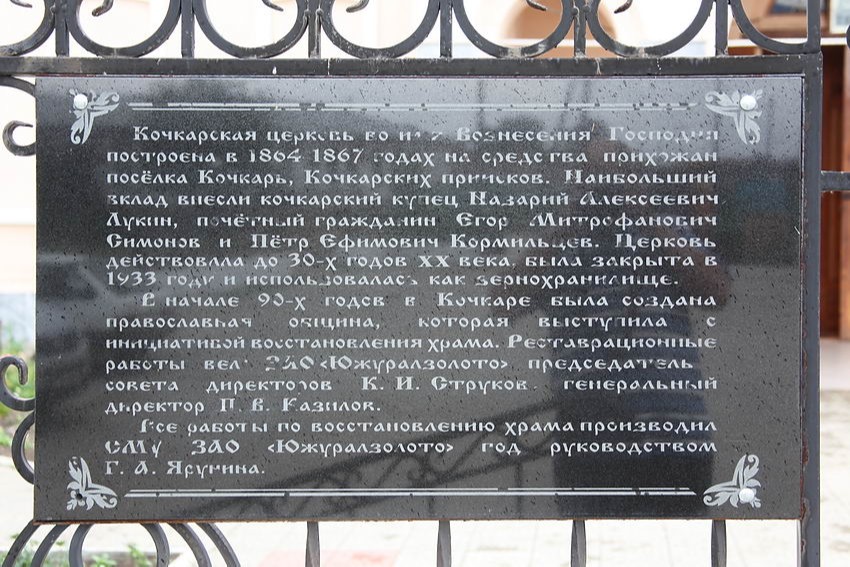 Кочкарская церковь во имя Вознесения Господня
построена в 1864-1867 годах на средства прихожан
посёлка Кочкарь, Кочкарских приисков. Наибольший
вклад внесли кочкарский купец Назарий Алексеевич
Лукин, почётный гражданин Егор Митрофанович
Симонов и Пётр Ефимович Кормильцев. Церковь
действовала до 30-х годов XX века, была закрыта в
1933 году и использовалась как зернохранилище.
В начале 90-х годов в Кочкаре была создана
православная община, которая выступила с
инициативой восстановления храма. Реставрационные
работы вело ЗАО «Южуралзолото» председатель
совета директоров К. И. Струков, генеральный
директор П. В.
Все работы по восстановлению храма производил
СМУ ЗАО «Южуралзолото» под руководством
Г. А.